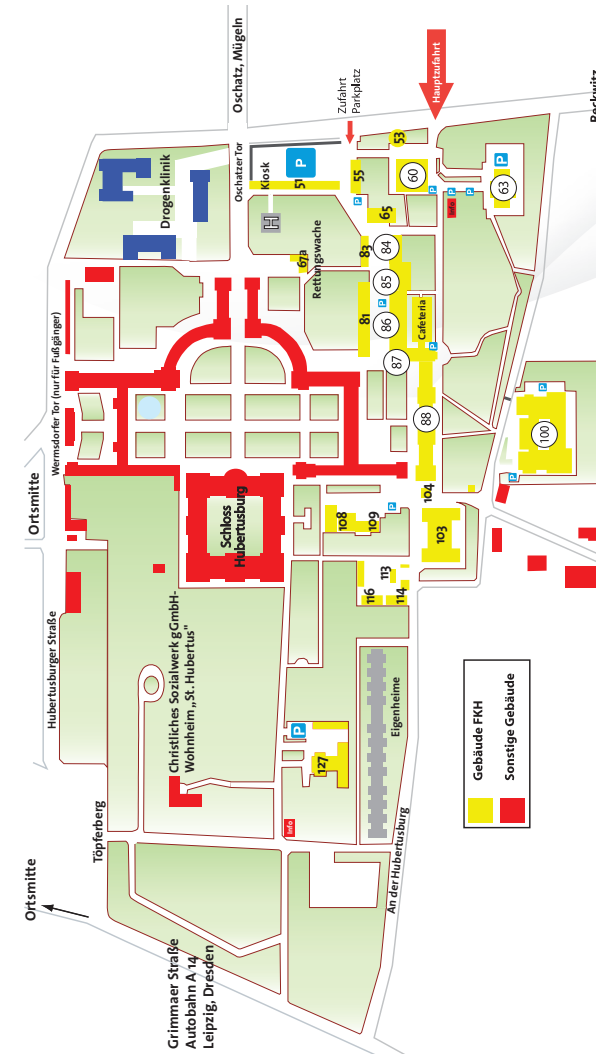 Oschatz, Mügeln
Zufahrt
Parkplatz
Hauptzufahrt
Reckwitz
Oschatzer Tor
Kiosk
P
51
H
Drogenklinik
Rettungswache
67a
53
55
60
P
P
65
Info
P
P
P
63
83
84
85
81
86
P
87
Cafeteria
P
88
Wermsdorfer Tor (nur für Fußgänger)
Ortsmitte
Schloss
Hubertusburg
104
103
108
109
P
113
114
116
100
P
P
Hubertusburger Straße
Christliches Sozialwerk gGmbH-
Wohnheim „St. Hubertus"
127
P
Info
Eigenheime
An der Hubertusburg
Töpferberg
Ortsmitte
Grimmaer Straße
Autobahn A 14
Leipzig, Dresden
Gebäude FKH
Sonstige Gebäude